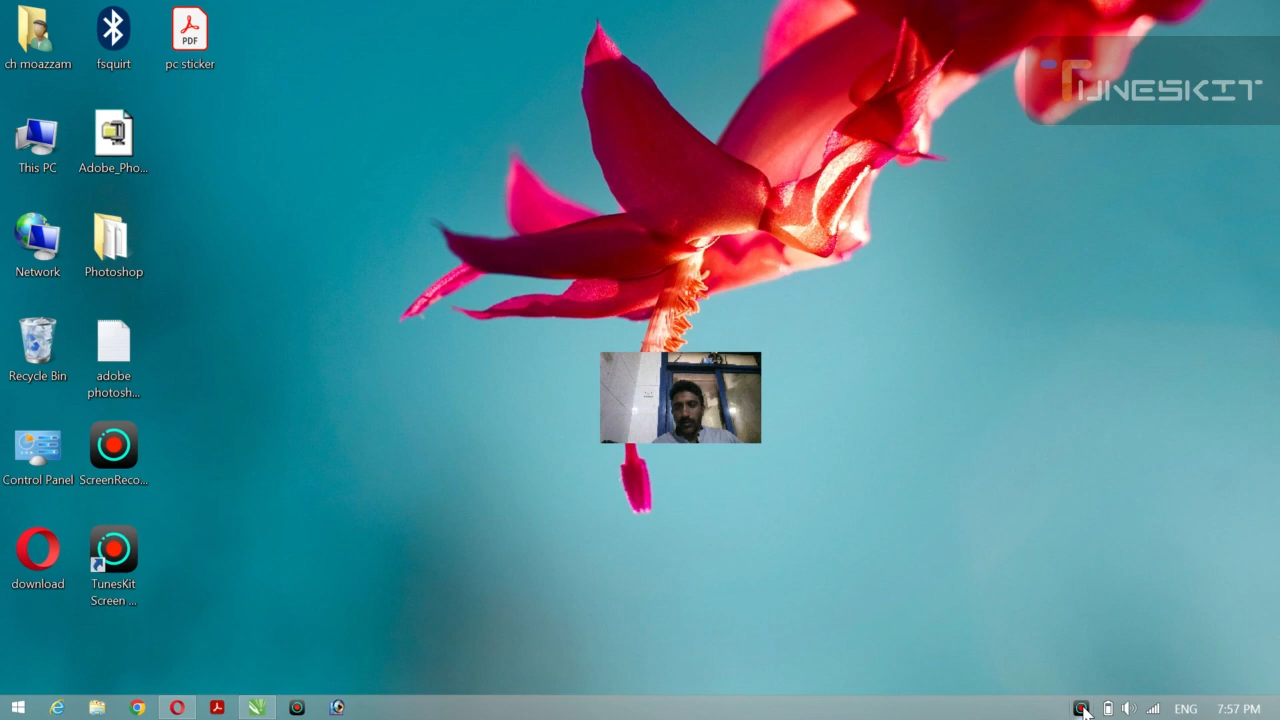 ch moazzam
fsquirt
PDF
pc sticker
TUNESKIT
This PC
Adobe_Pho...
Network
Photoshop
Recycle Bin
adobe
photosh...
Control Panel
ScreenReco...
download
TunesKit
Screen ...
ENG
7:57 PM